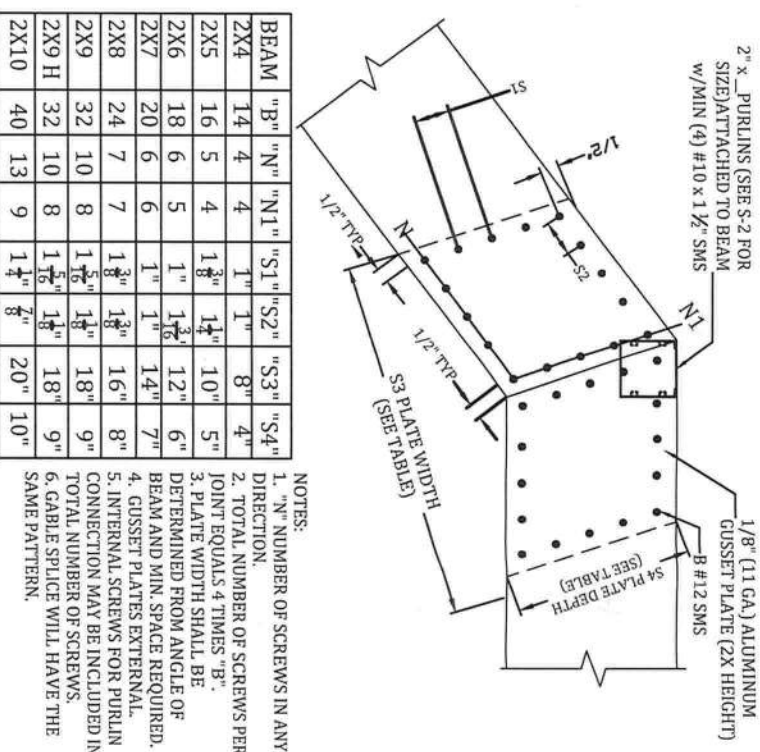 2" x _PURLINS (SEE S-2 FOR
SIZE)ATTACHED TO BEAM
w/MIN (4) #10 x 1 ½" SMS
1/8" (11 GA.) ALUMINUM
GUSSET PLATE (2X HEIGHT)
B #12 SMS
S1
1/2"
S2
N
N1
1/2" TYP.
1/2" TYP.
S3 PLATE WIDTH
(SEE TABLE)
S4 PLATE DEPTH
(SEE TABLE)
BEAM "B" "N" "N1" "S1" "S2" "S3" "S4"
2X4 14 4 4 1" 1" 8" 4"
2X5 16 5 4 1 3/8" 1 1/4" 10" 5"
2X6 18 6 5 1" 1 3/16" 12" 6"
2X7 20 6 6 1" 1" 14" 7"
2X8 24 7 7 1 3/8" 1 3/8" 16" 8"
2X9 32 10 8 1 5/16" 1 1/8" 18" 9"
2X9 H 32 10 8 1 5/16" 1 1/8" 18" 9"
2X10 40 13 9 1 1/4" 7/8" 20" 10"
NOTES:
1. "N" NUMBER OF SCREWS IN ANY
DIRECTION.
2. TOTAL NUMBER OF SCREWS PER
JOINT EQUALS 4 TIMES "B".
3. PLATE WIDTH SHALL BE
DETERMINED FROM ANGLE OF
BEAM AND MIN. SPACE REQUIRED.
4. GUSSET PLATES EXTERNAL.
5. INTERNAL SCREWS FOR PURLIN
CONNECTION MAY BE INCLUDED IN
TOTAL NUMBER OF SCREWS.
6. GABLE SPLICE WILL HAVE THE
SAME PATTERN.